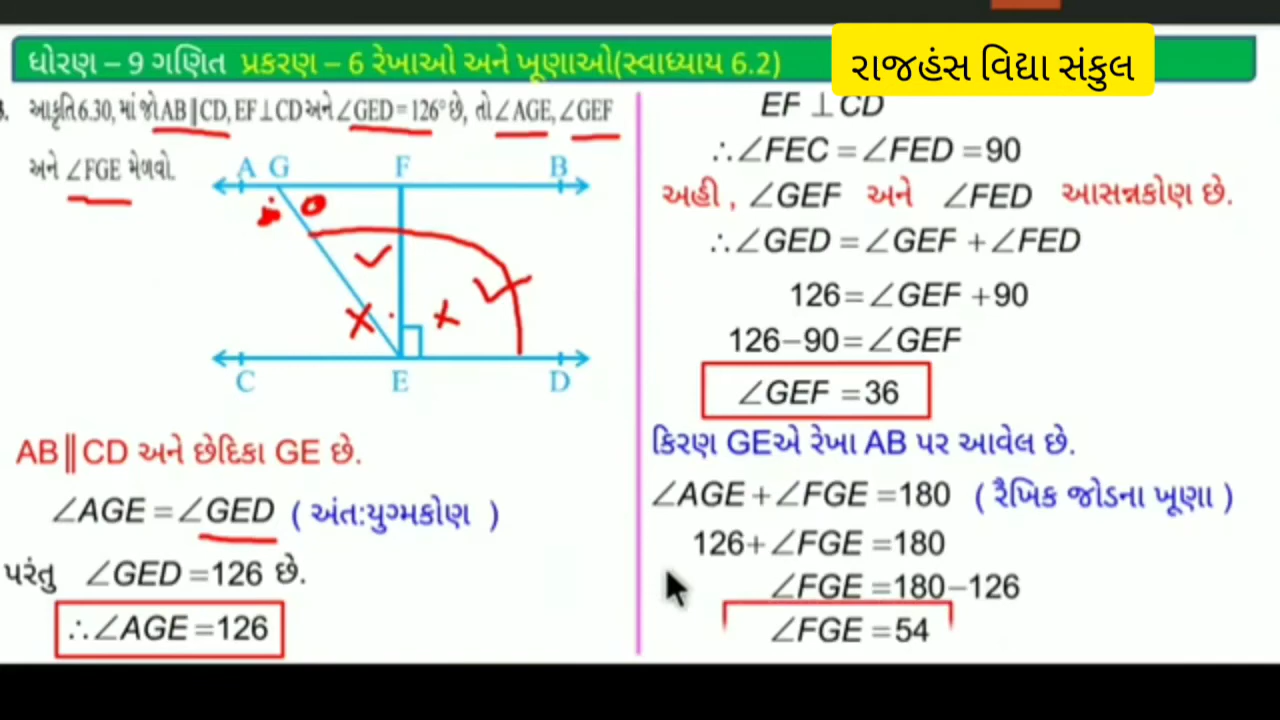 ધોરણ – 9 ગણિત પ્રકરણ – 6 રેખાઓ અને ખૂણાઓ(સ્વાધ્યાય 6.2)
રાજહંસ વિદ્યા સંકુલ
3. આકૃતિ 6.30, માં જો AB || CD, EF ⊥ CD અને ∠GED = 126° છે, તો ∠AGE, ∠GEF
અને ∠FGE મેળવો.
A G F B
C E D
AB || CD અને છેદિકા GE છે.
∠AGE = ∠GED ( અંત:યુગ્મકોણ )
પરંતુ ∠GED = 126 છે.
∴ ∠AGE = 126
EF ⊥ CD
∴ ∠FEC = ∠FED = 90
અહી , ∠GEF અને ∠FED આસન્નકોણ છે.
∴ ∠GED = ∠GEF + ∠FED
126 = ∠GEF + 90
126 – 90 = ∠GEF
∠GEF = 36
કિરણ GEએ રેખા AB પર આવેલ છે.
∠AGE + ∠FGE = 180 ( રૈખિક જોડના ખૂણા )
126 + ∠FGE = 180
∠FGE = 180 – 126
∠FGE = 54